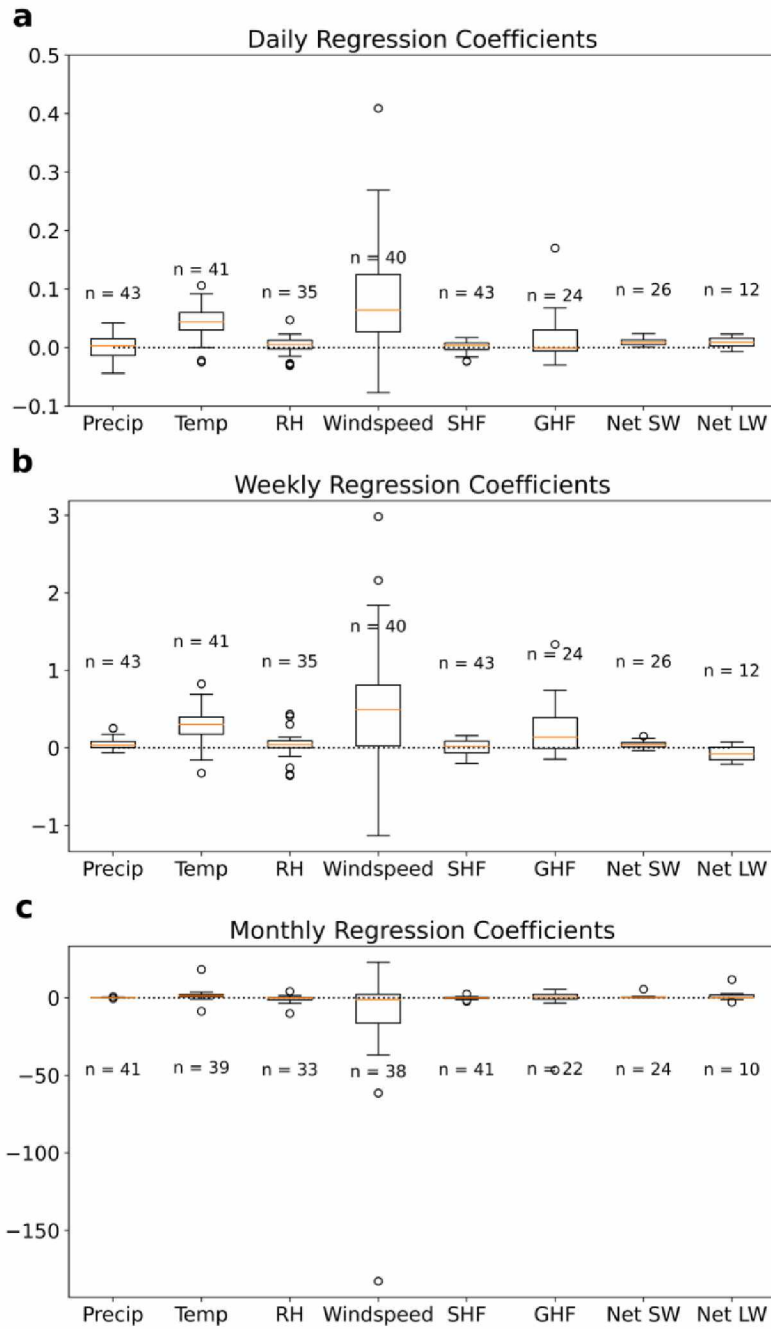 a
Daily Regression Coefficients
0.5
0.4
0.3
0.2
0.1
0.0
−0.1
n = 43
n = 41
n = 35
n = 40
n = 43
n = 24
n = 26
n = 12
Precip Temp RH Windspeed SHF GHF Net SW Net LW
b
Weekly Regression Coefficients
3
2
1
0
−1
n = 43
n = 41
n = 35
n = 40
n = 43
n = 24
n = 26
n = 12
Precip Temp RH Windspeed SHF GHF Net SW Net LW
c
Monthly Regression Coefficients
0
−50
−100
−150
n = 41
n = 39
n = 33
n = 38
n = 41
n = 22
n = 24
n = 10
Precip Temp RH Windspeed SHF GHF Net SW Net LW